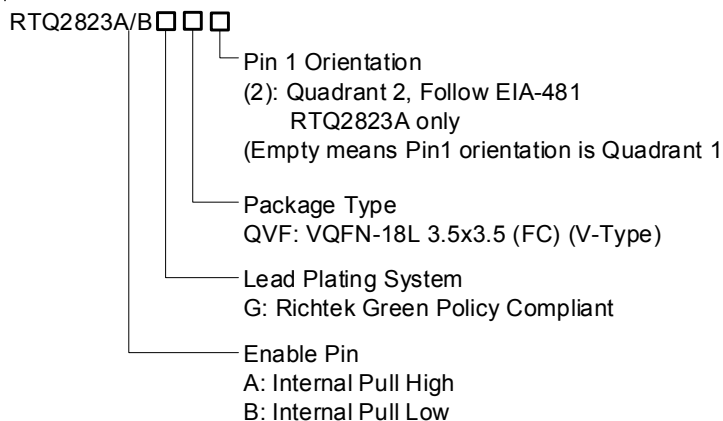 RTQ2823A/B□ □ □
Pin 1 Orientation
(2): Quadrant 2, Follow EIA-481
RTQ2823A only
(Empty means Pin1 orientation is Quadrant 1
Package Type
QVF: VQFN-18L 3.5x3.5 (FC) (V-Type)
Lead Plating System
G: Richtek Green Policy Compliant
Enable Pin
A: Internal Pull High
B: Internal Pull Low